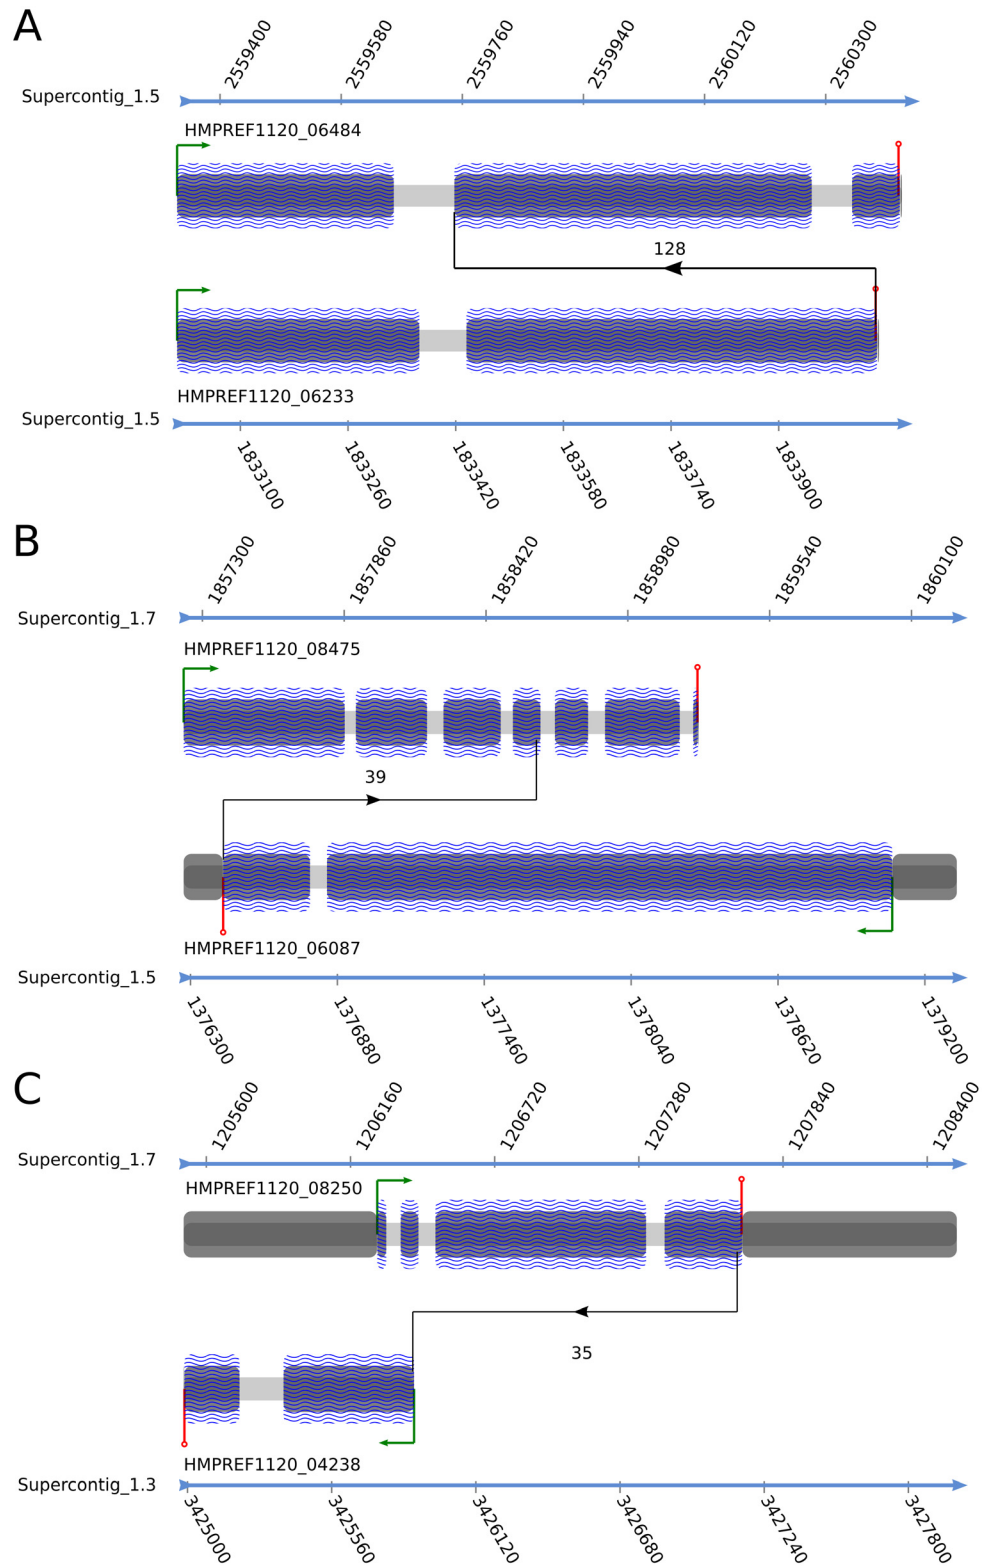 A
2559400 2559580 2559760 2559940 2560120 2560300
Supercontig_1.5
HMPREF1120_06484
128
HMPREF1120_06233
Supercontig_1.5
1833100 1833260 1833420 1833580 1833740 1833900
B
1857300 1857860 1858420 1858980 1859540 1860100
Supercontig_1.7
HMPREF1120_08475
39
HMPREF1120_06087
Supercontig_1.5
1376300 1376880 1377460 1378040 1378620 1379200
C
1205600 1206160 1206720 1207280 1207840 1208400
Supercontig_1.7
HMPREF1120_08250
35
HMPREF1120_04238
Supercontig_1.3
3425000 3425560 3426120 3426680 3427240 3427800